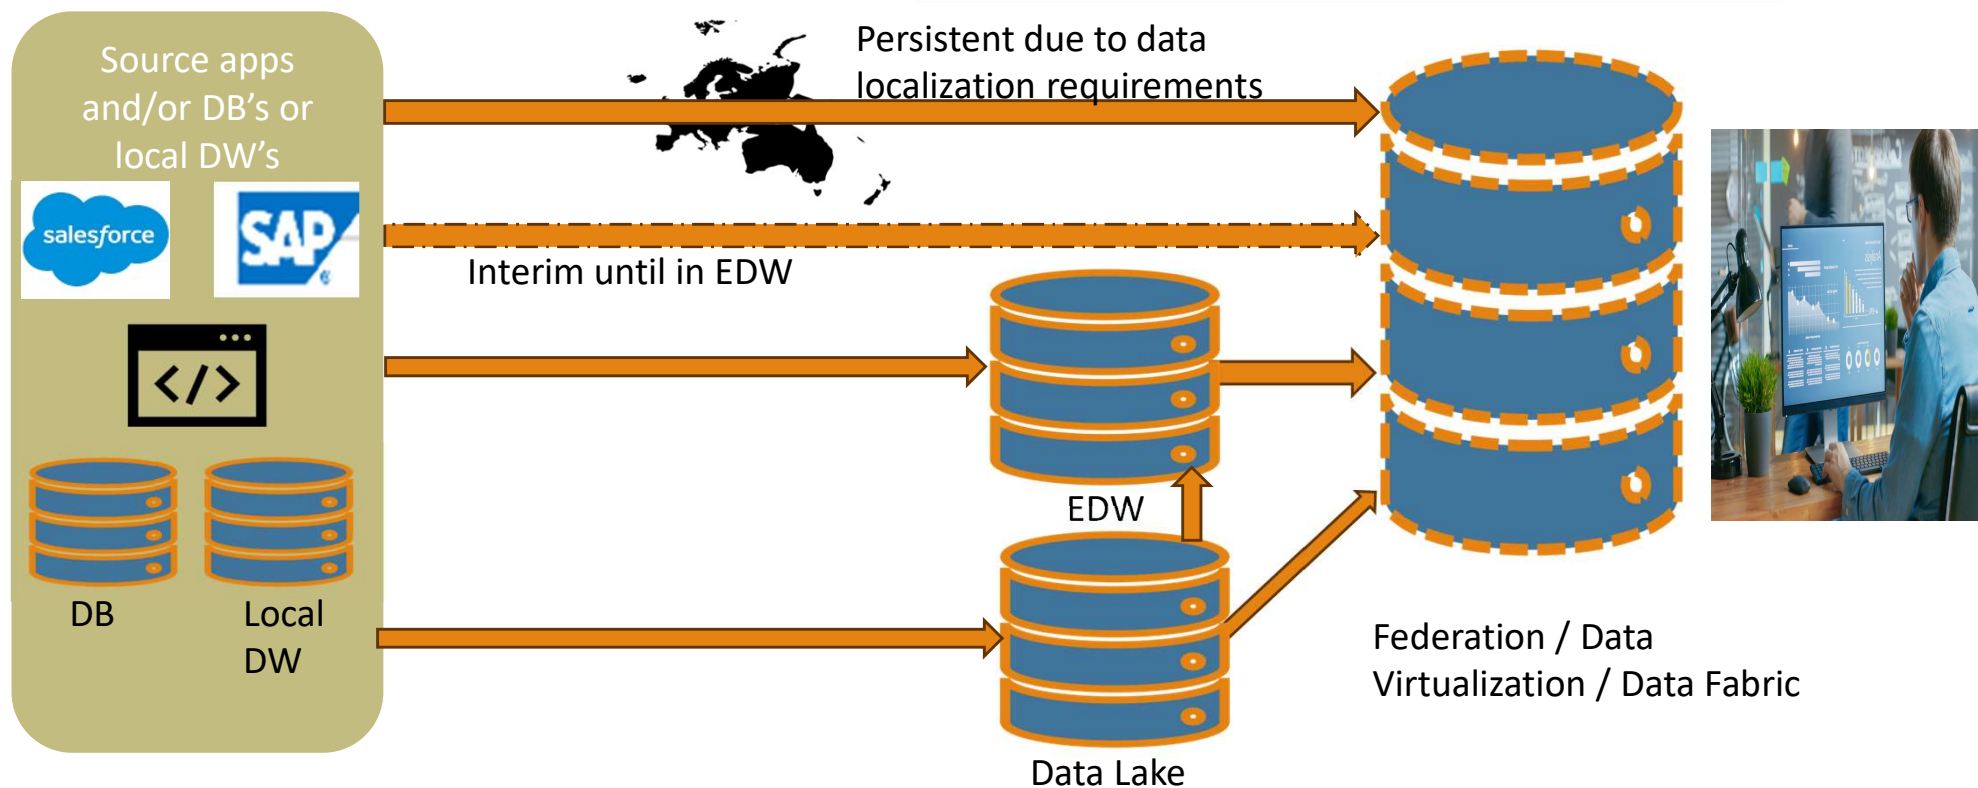 Source apps
and/or DB’s or
local DW’s
salesforce
SAP
</>
DB
Local
DW
Persistent due to data
localization requirements
Interim until in EDW
EDW
Data Lake
Federation / Data
Virtualization / Data Fabric